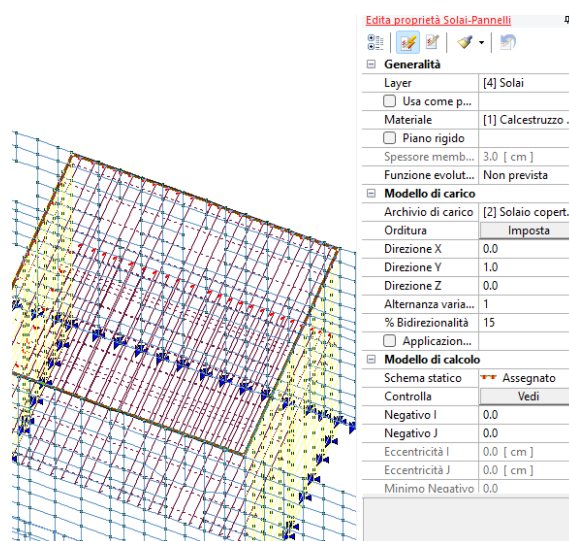 Edita proprietà Solai-Pannelli
Generalità
Layer [4] Solai
Usa come p...
Materiale [1] Calcestruzzo .
Piano rigido
Spessore memb... 3.0 [ cm ]
Funzione evolut... Non prevista
Modello di carico
Archivio di carico [2] Solaio copert.
Orditura Imposta
Direzione X 0.0
Direzione Y 1.0
Direzione Z 0.0
Alternanza varia... 1
% Bidirezionalità 15
Applicazion...
Modello di calcolo
Schema statico Assegnato
Controlla Vedi
Negativo I 0.0
Negativo J 0.0
Eccentricità I 0.0 [ cm ]
Eccentricità J 0.0 [ cm ]
Minimo Negativo 0.0